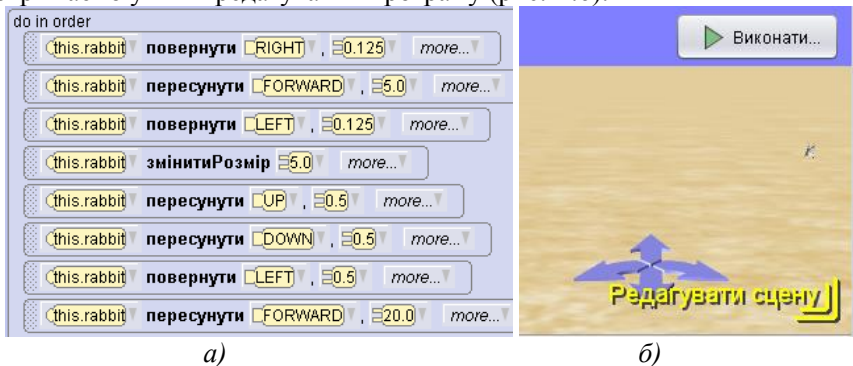 do in order
this.rabbit повернути RIGHT , 0.125 more...
this.rabbit пересунути FORWARD , 5.0 more...
this.rabbit повернути LEFT , 0.125 more...
this.rabbit змінитиРозмір 5.0 more...
this.rabbit пересунути UP , 0.5 more...
this.rabbit пересунути DOWN , 0.5 more...
this.rabbit повернути LEFT , 0.5 more...
this.rabbit пересунути FORWARD , 20.0 more...
Виконати...
Редагувати сцену
а)
б)